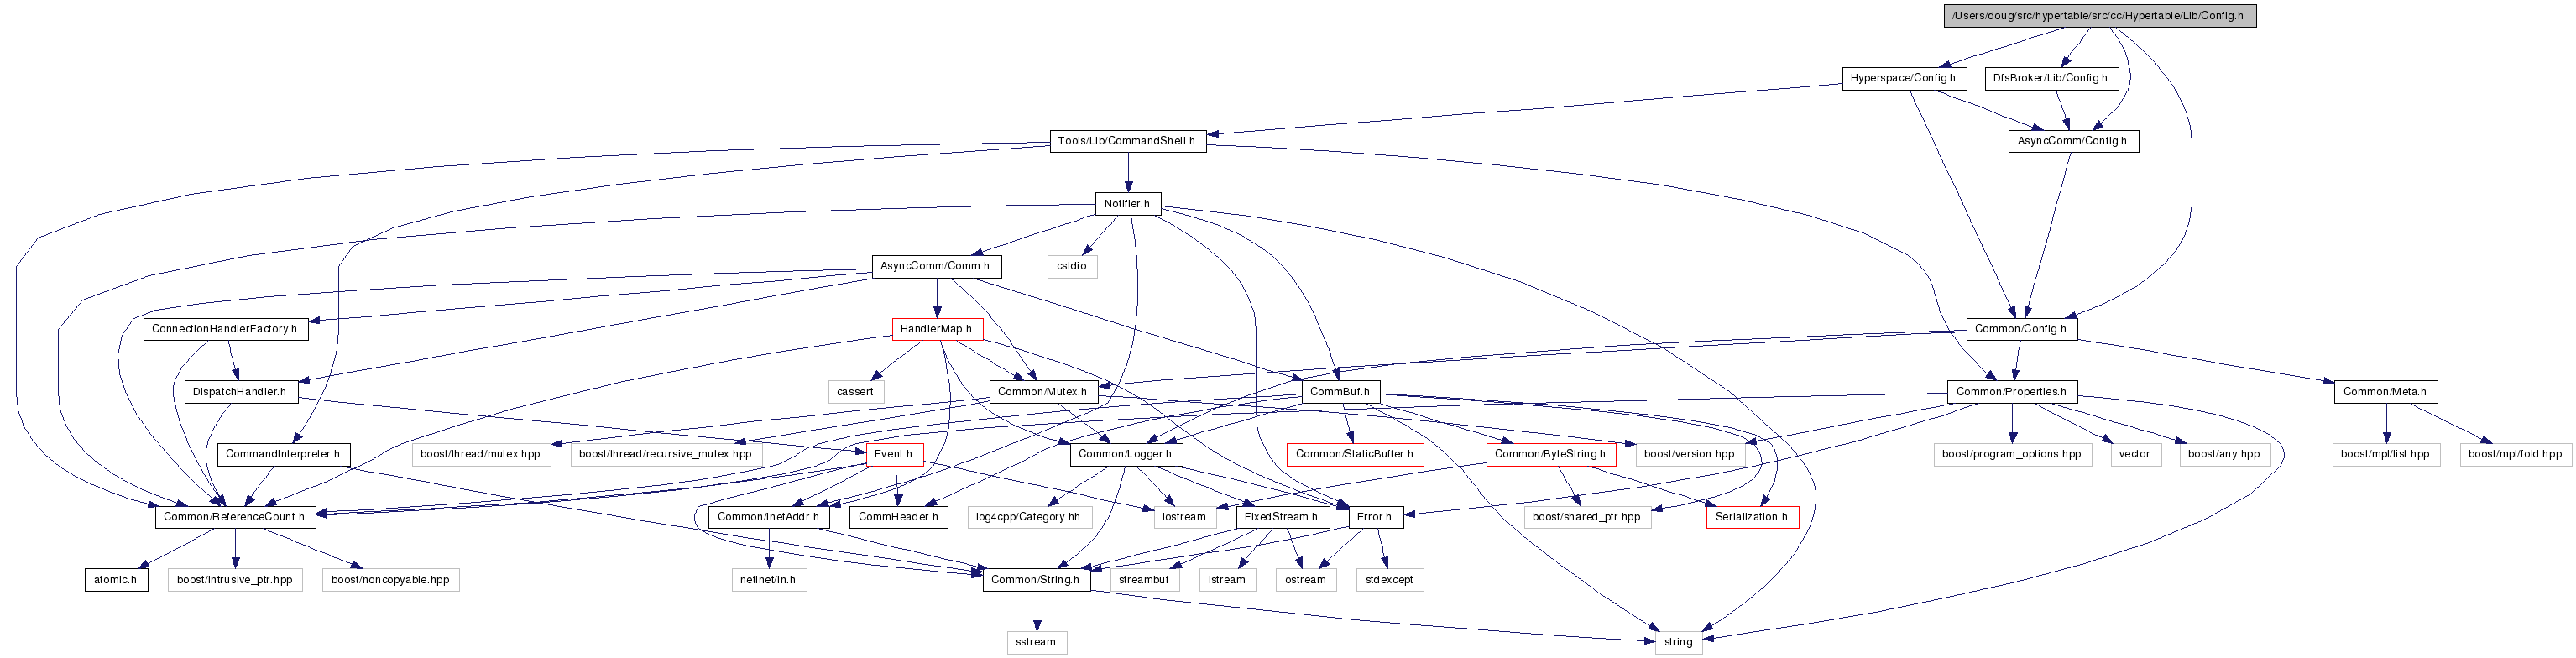 /Users/doug/src/hypertable/src/cc/Hypertable/Lib/Config.h
Hyperspace/Config.h
DfsBroker/Lib/Config.h
Tools/Lib/CommandShell.h
AsyncComm/Config.h
Notifier.h
AsyncComm/Comm.h
cstdio
ConnectionHandlerFactory.h
HandlerMap.h
Common/Config.h
DispatchHandler.h
cassert
Common/Mutex.h
CommBuf.h
Common/Properties.h
Common/Meta.h
CommandInterpreter.h
boost/thread/mutex.hpp
boost/thread/recursive_mutex.hpp
Event.h
Common/Logger.h
Common/StaticBuffer.h
Common/ByteString.h
boost/version.hpp
boost/program_options.hpp
vector
boost/any.hpp
boost/mpl/list.hpp
boost/mpl/fold.hpp
Common/ReferenceCount.h
Common/InetAddr.h
CommHeader.h
log4cpp/Category.hh
iostream
FixedStream.h
Error.h
boost/shared_ptr.hpp
Serialization.h
atomic.h
boost/intrusive_ptr.hpp
boost/noncopyable.hpp
netinet/in.h
Common/String.h
streambuf
istream
ostream
stdexcept
sstream
string